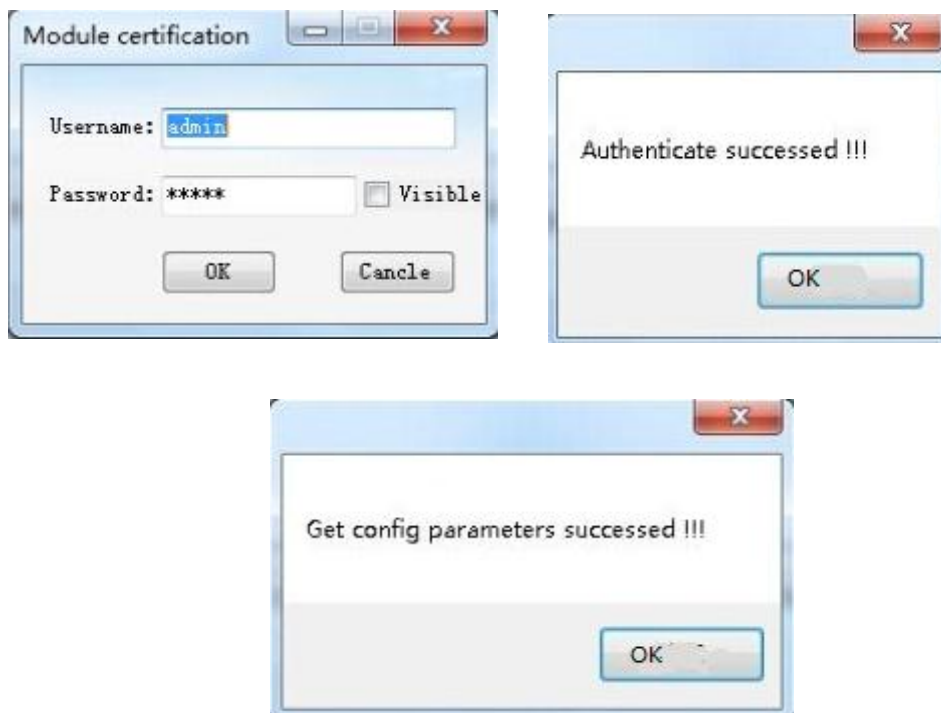 Module certification
Username: admin
Password: ***** Visible
OK Cancle
Authenticate successed !!!
OK
Get config parameters successed !!!
OK